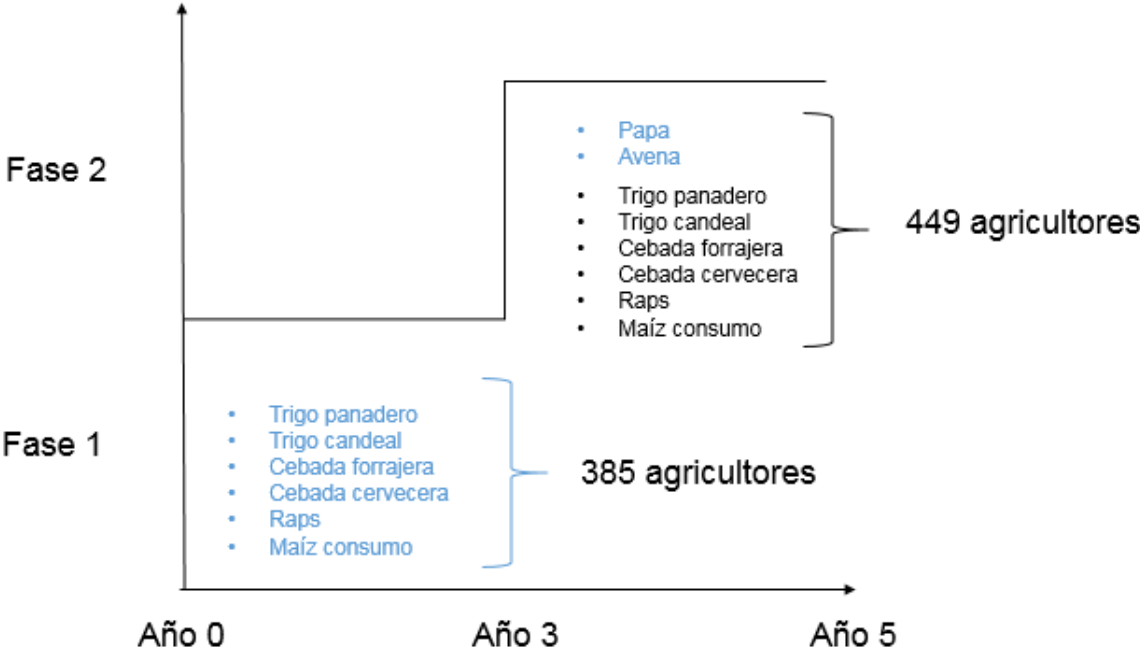 Fase 2
Papa
Avena
Trigo panadero
Trigo candeal
Cebada forrajera
Cebada cervecera
Raps
Maíz consumo
449 agricultores
Fase 1
Trigo panadero
Trigo candeal
Cebada forrajera
Cebada cervecera
Raps
Maíz consumo
385 agricultores
Año 0
Año 3
Año 5